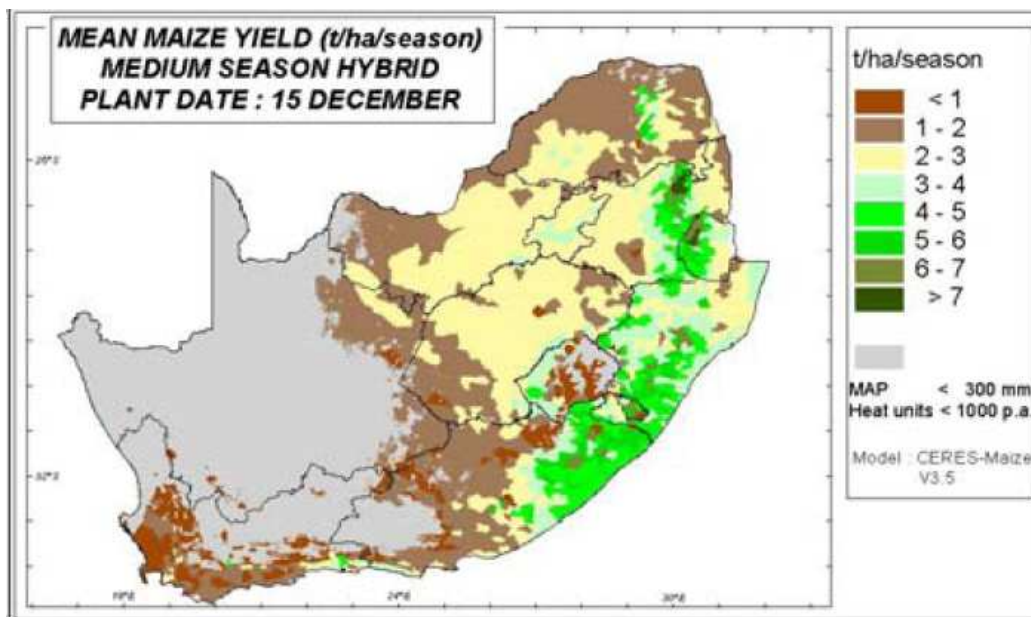 MEAN MAIZE YIELD (t/ha/season)
MEDIUM SEASON HYBRID
PLANT DATE : 15 DECEMBER
t/ha/season
< 1
1 - 2
2 - 3
3 - 4
4 - 5
5 - 6
6 - 7
> 7
MAP < 300 mm
Heat units < 1000 p.a.
Model : CERES-Maize
V3.5
24°E
30°E